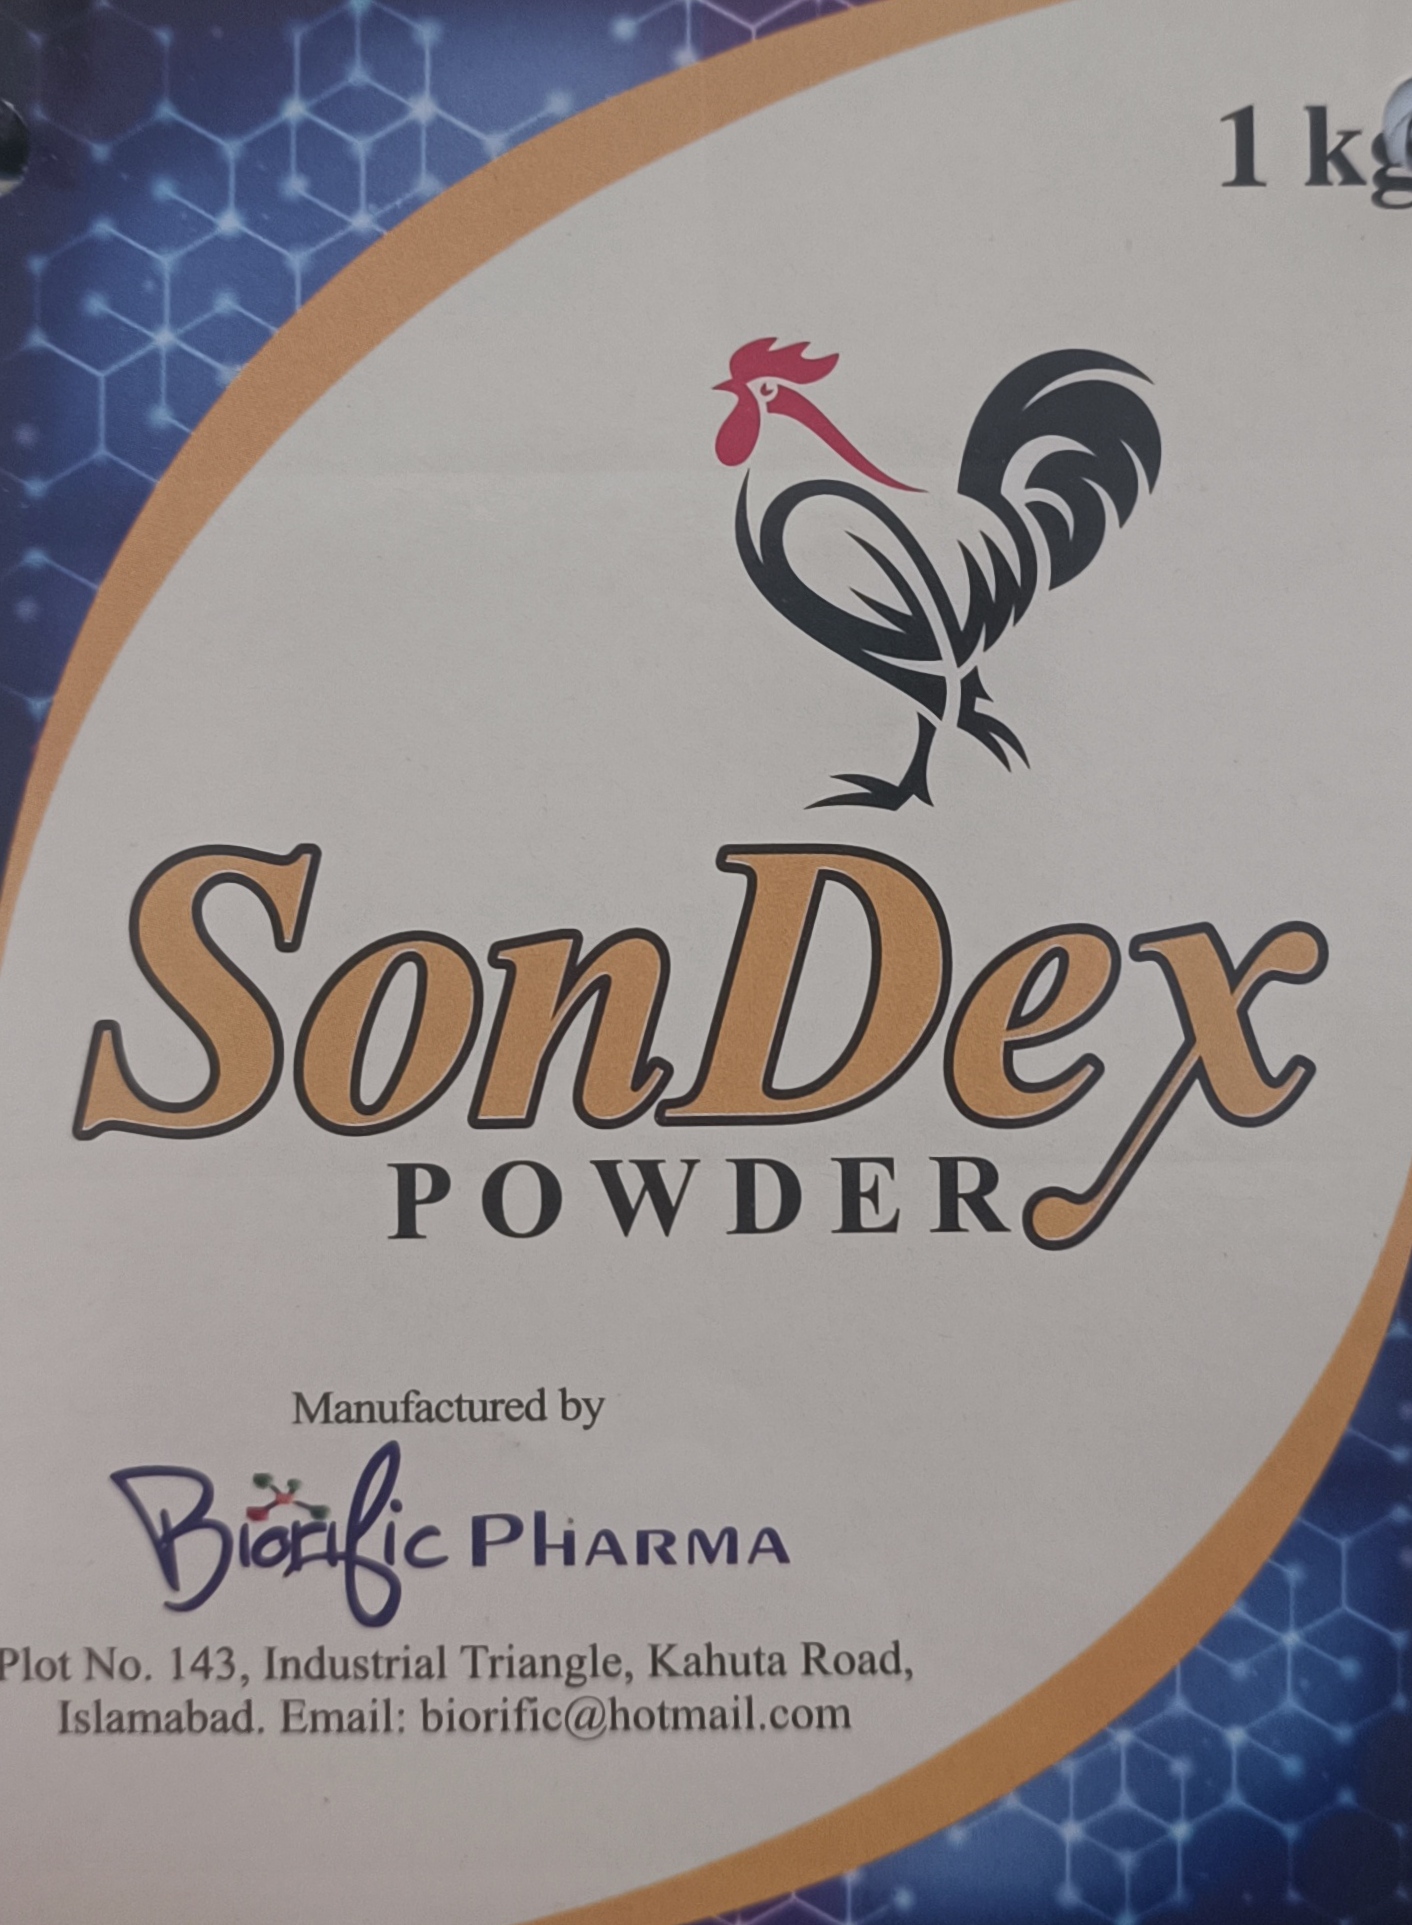 1 kg
SonDex
POWDER
Manufactured by
Biorific PHARMA
Plot No. 143, Industrial Triangle, Kahuta Road,
Islamabad. Email: biorific@hotmail.com